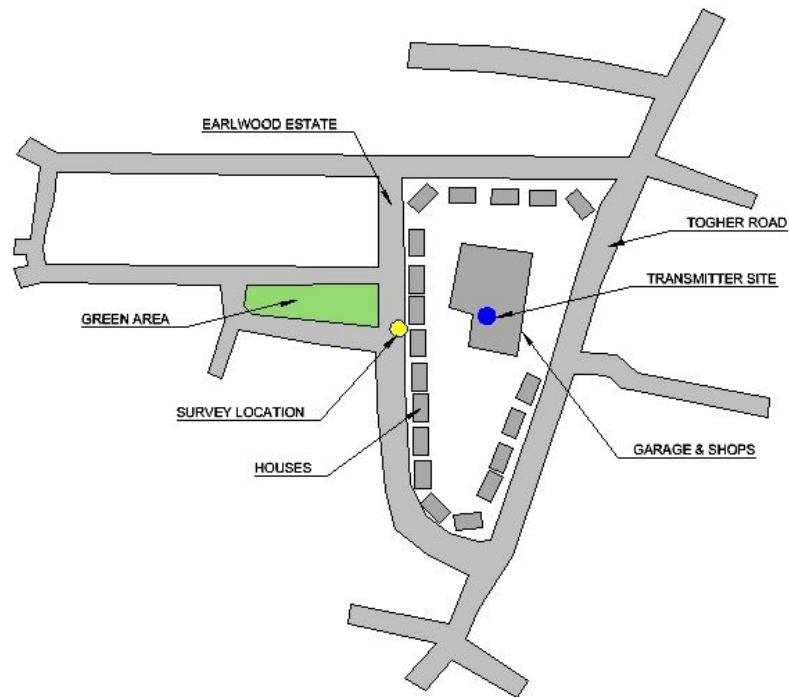 EARLWOOD ESTATE
TOGHER ROAD
TRANSMITTER SITE
GREEN AREA
SURVEY LOCATION
GARAGE & SHOPS
HOUSES